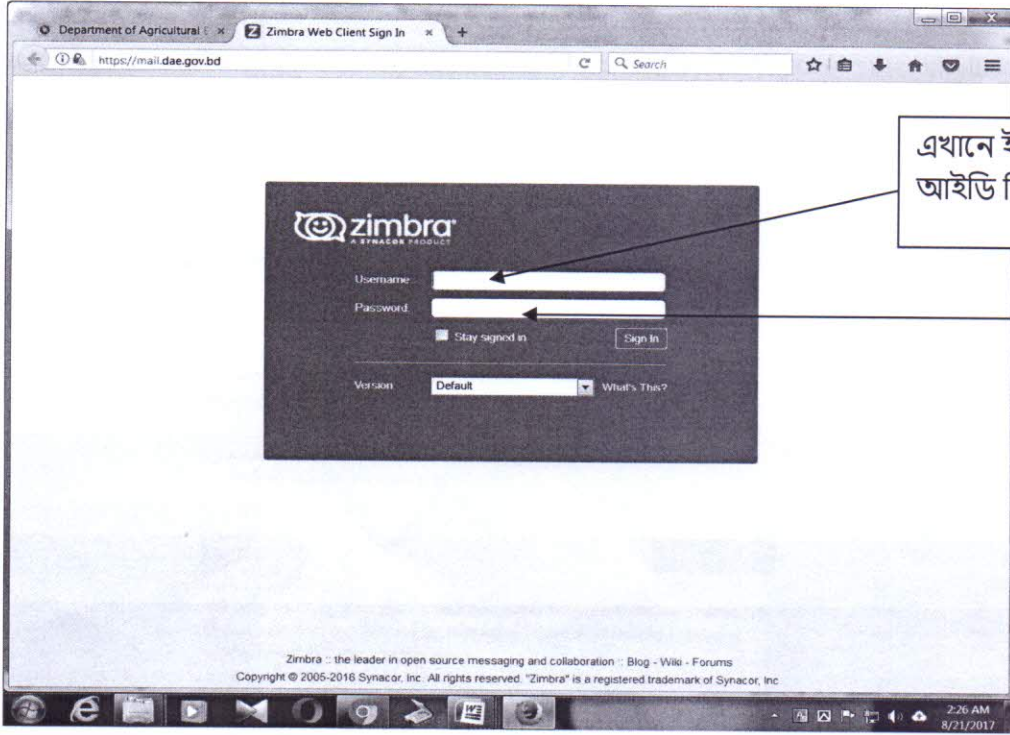 Department of Agricultural E
Zimbra Web Client Sign In
https://mail.dae.gov.bd
Search
এখানে ই
আইডি
zimbra
A SYNACOR PRODUCT
Username
Password
Stay signed in
Sign In
Version
Default
What's This?
Zimbra :: the leader in open source messaging and collaboration :: Blog - Wiki - Forums
Copyright © 2005-2016 Synacor, Inc. All rights reserved. "Zimbra" is a registered trademark of Synacor, Inc
2:26 AM
8/21/2017